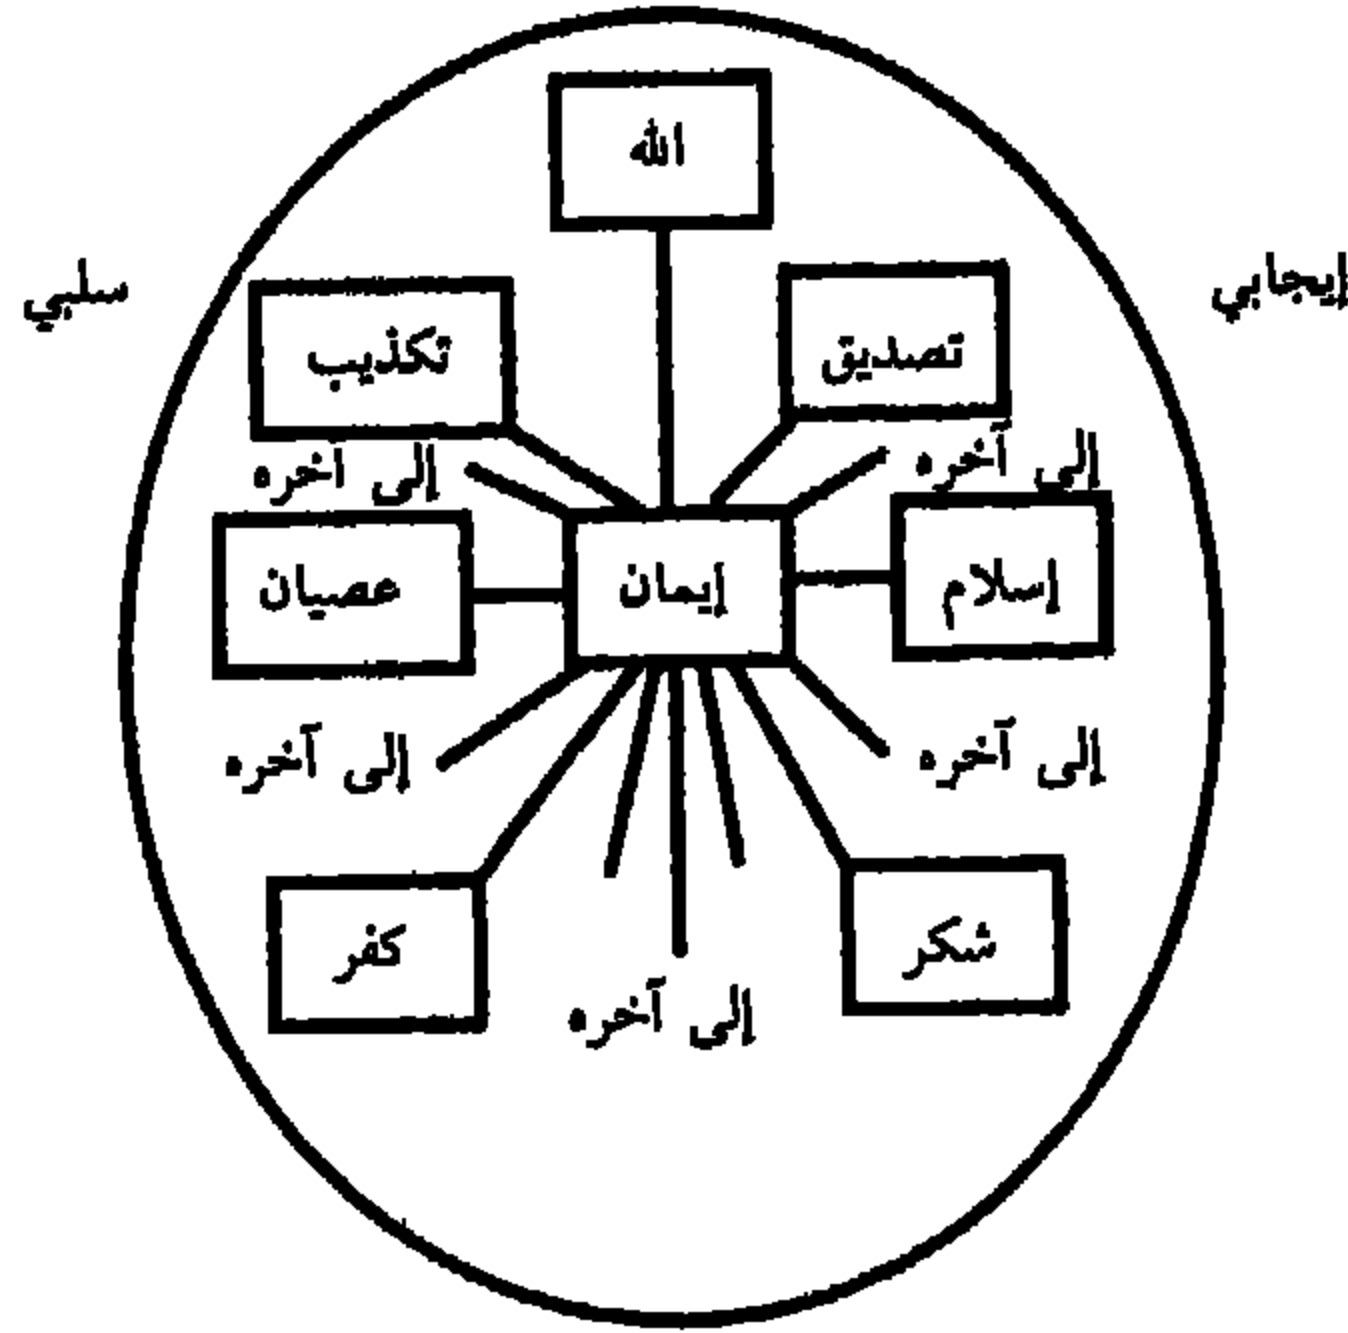 الله
إيجابي
سلبي
تصديق
تكذيب
إلى آخره
إلى آخره
إسلام
إيمان
عصيان
إلى آخره
إلى آخره
شكر
كفر
إلى آخره